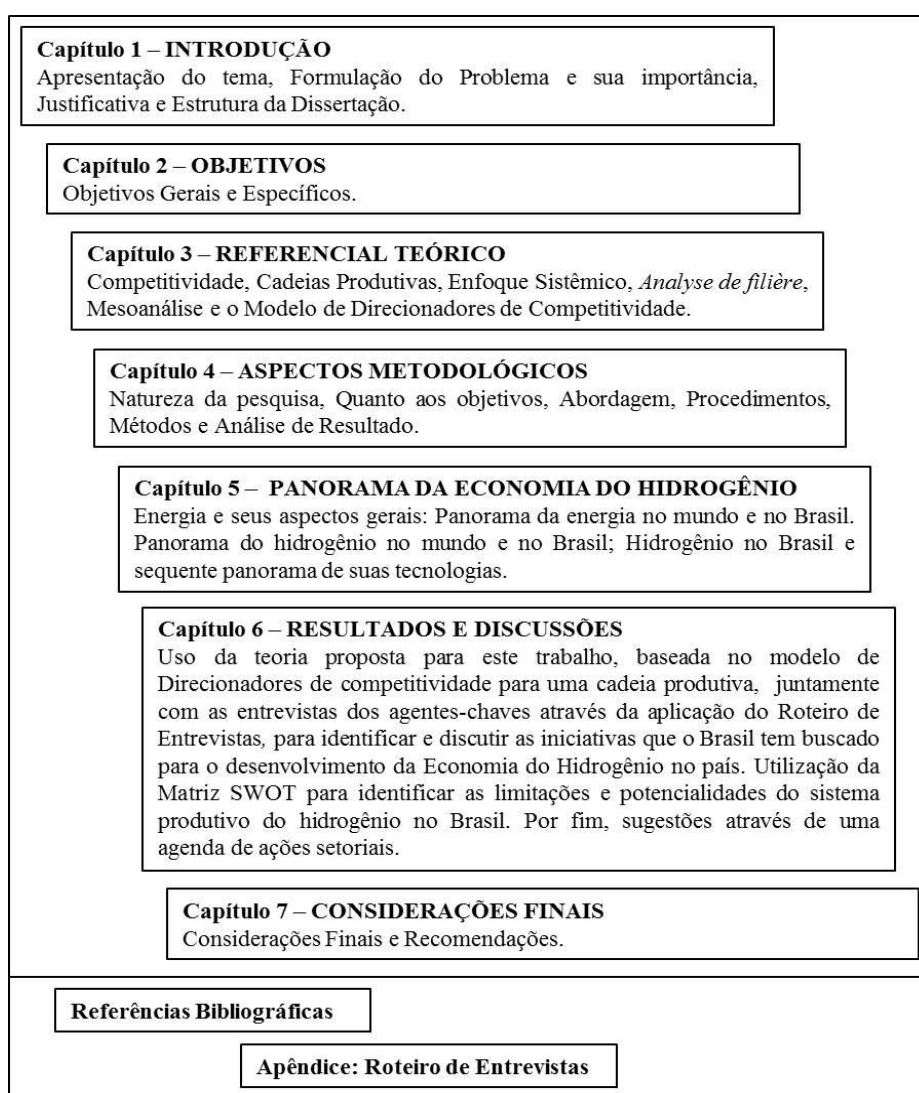 Capítulo 1 – INTRODUÇÃO
Apresentação do tema, Formulação do Problema e sua importância,
Justificativa e Estrutura da Dissertação.
Capítulo 2 – OBJETIVOS
Objetivos Gerais e Específicos.
Capítulo 3 – REFERENCIAL TEÓRICO
Competitividade, Cadeias Produtivas, Enfoque Sistêmico, Analyse de filière,
Mesoanálise e o Modelo de Direcionadores de Competitividade.
Capítulo 4 – ASPECTOS METODOLÓGICOS
Natureza da pesquisa, Quanto aos objetivos, Abordagem, Procedimentos,
Métodos e Análise de Resultado.
Capítulo 5 – PANORAMA DA ECONOMIA DO HIDROGÊNIO
Energia e seus aspectos gerais: Panorama da energia no mundo e no Brasil.
Panorama do hidrogênio no mundo e no Brasil; Hidrogênio no Brasil e
sequente panorama de suas tecnologias.
Capítulo 6 – RESULTADOS E DISCUSSÕES
Uso da teoria proposta para este trabalho, baseada no modelo de
Direcionadores de competitividade para uma cadeia produtiva, juntamente
com as entrevistas dos agentes-chaves através da aplicação do Roteiro de
Entrevistas, para identificar e discutir as iniciativas que o Brasil tem buscado
para o desenvolvimento da Economia do Hidrogênio no país. Utilização da
Matriz SWOT para identificar as limitações e potencialidades do sistema
produtivo do hidrogênio no Brasil. Por fim, sugestões através de uma
agenda de ações setoriais.
Capítulo 7 – CONSIDERAÇÕES FINAIS
Considerações Finais e Recomendações.
Referências Bibliográficas
Apêndice: Roteiro de Entrevistas